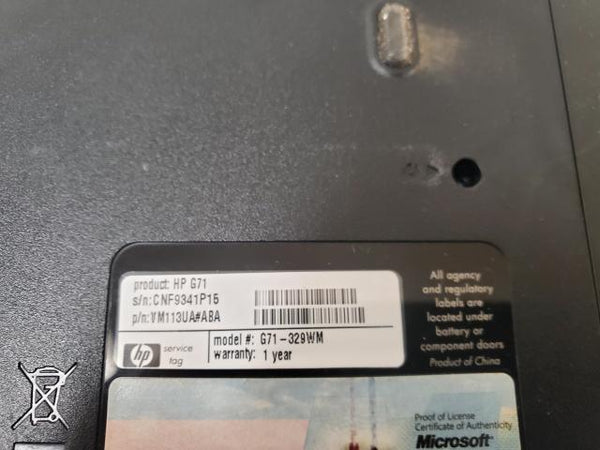 product: HP G71
s/n: CNF9341P15
p/n: VM113UA#ABA
hp service tag
model #: G71-329WM
warranty: 1 year
All agency
and regulatory
labels are
located under
battery or
component doors
Product of China
Proof of License
Certificate of Authenticity
Microsoft®